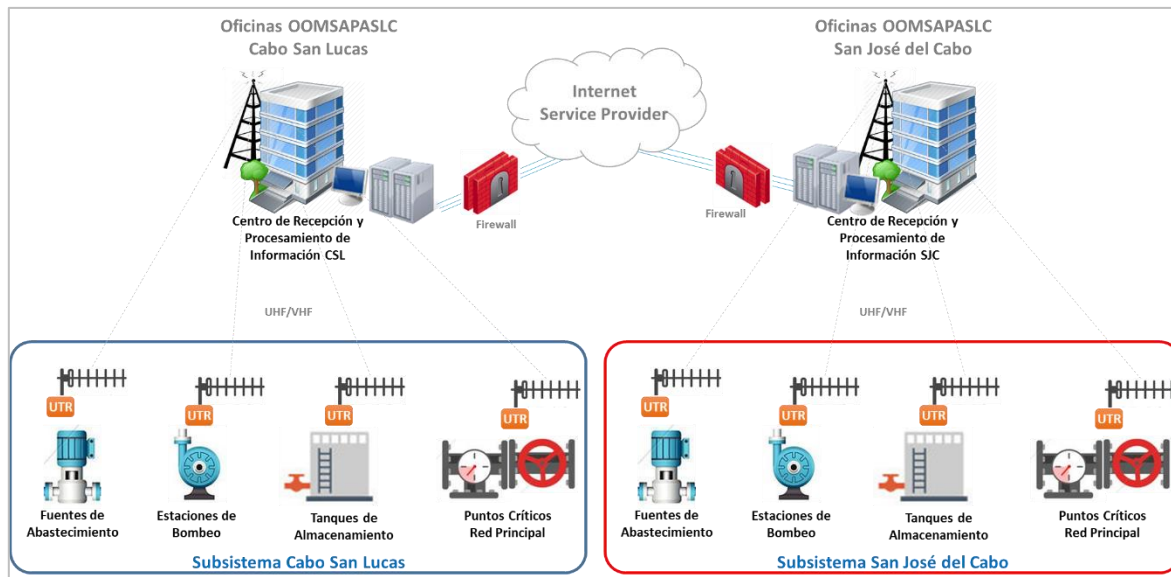 Oficinas OOMSAPASLC
Cabo San Lucas
Oficinas OOMSAPASLC
San José del Cabo
Internet
Service Provider
Firewall
Firewall
Centro de Recepción y
Procesamiento de
Información CSL
Centro de Recepción y
Procesamiento de
Información SJC
UHF/VHF
UHF/VHF
UTR
UTR
UTR
UTR
Fuentes de
Abastecimiento
Estaciones de
Bombeo
Tanques de
Almacenamiento
Puntos Críticos
Red Principal
Subsistema Cabo San Lucas
UTR
UTR
UTR
UTR
Fuentes de
Abastecimiento
Estaciones de
Bombeo
Tanques de
Almacenamiento
Puntos Críticos
Red Principal
Subsistema San José del Cabo